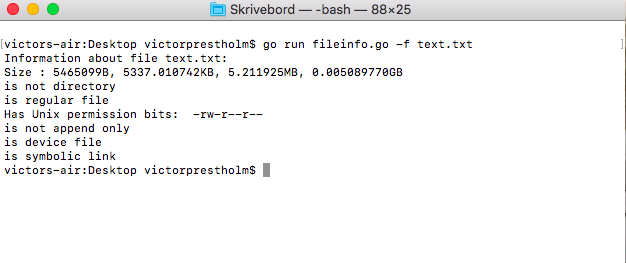 Skrivebord — -bash — 88×25
[victors-air:Desktop victorprestholm$ go run fileinfo.go -f text.txt ]
Information about file text.txt:
Size : 5465099B, 5337.010742KB, 5.211925MB, 0.005089770GB
is not directory
is regular file
Has Unix permission bits:  -rw-r--r--
is not append only
is device file
is symbolic link
victors-air:Desktop victorprestholm$